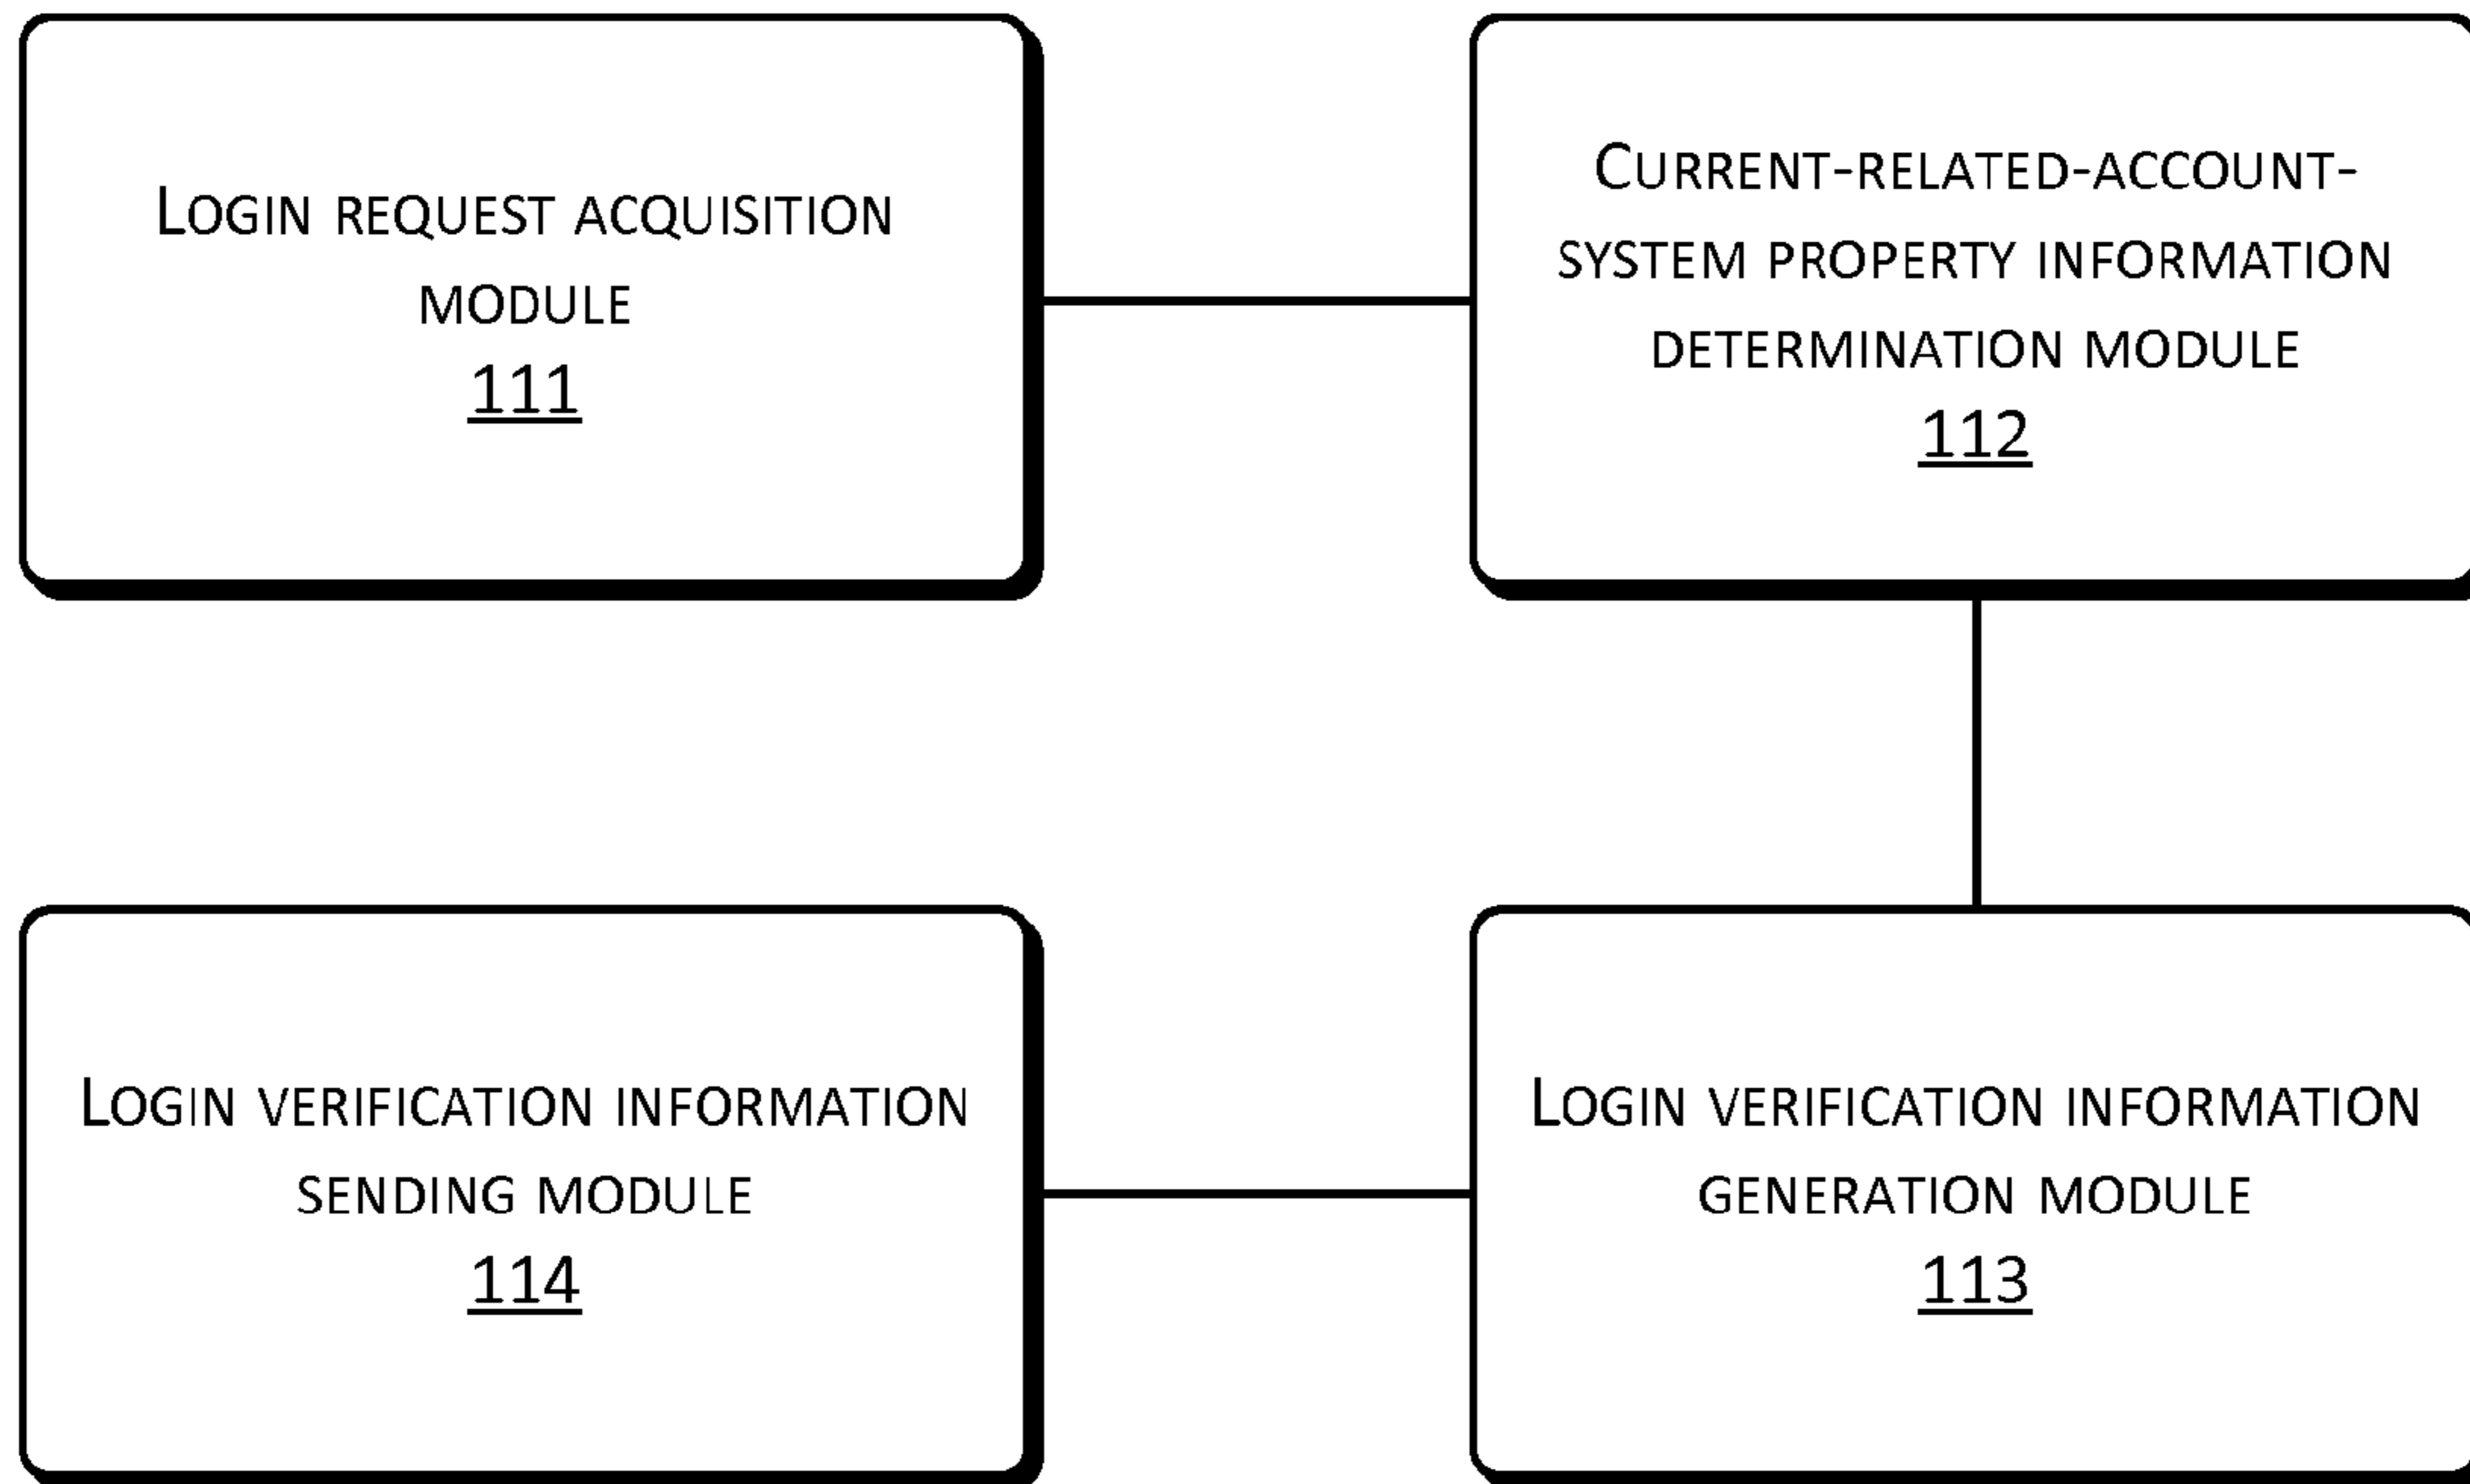 Login request acquisition
module
111
Current-related-account-
system property information
determination module
112
Login verification information
sending module
114
Login verification information
generation module
113